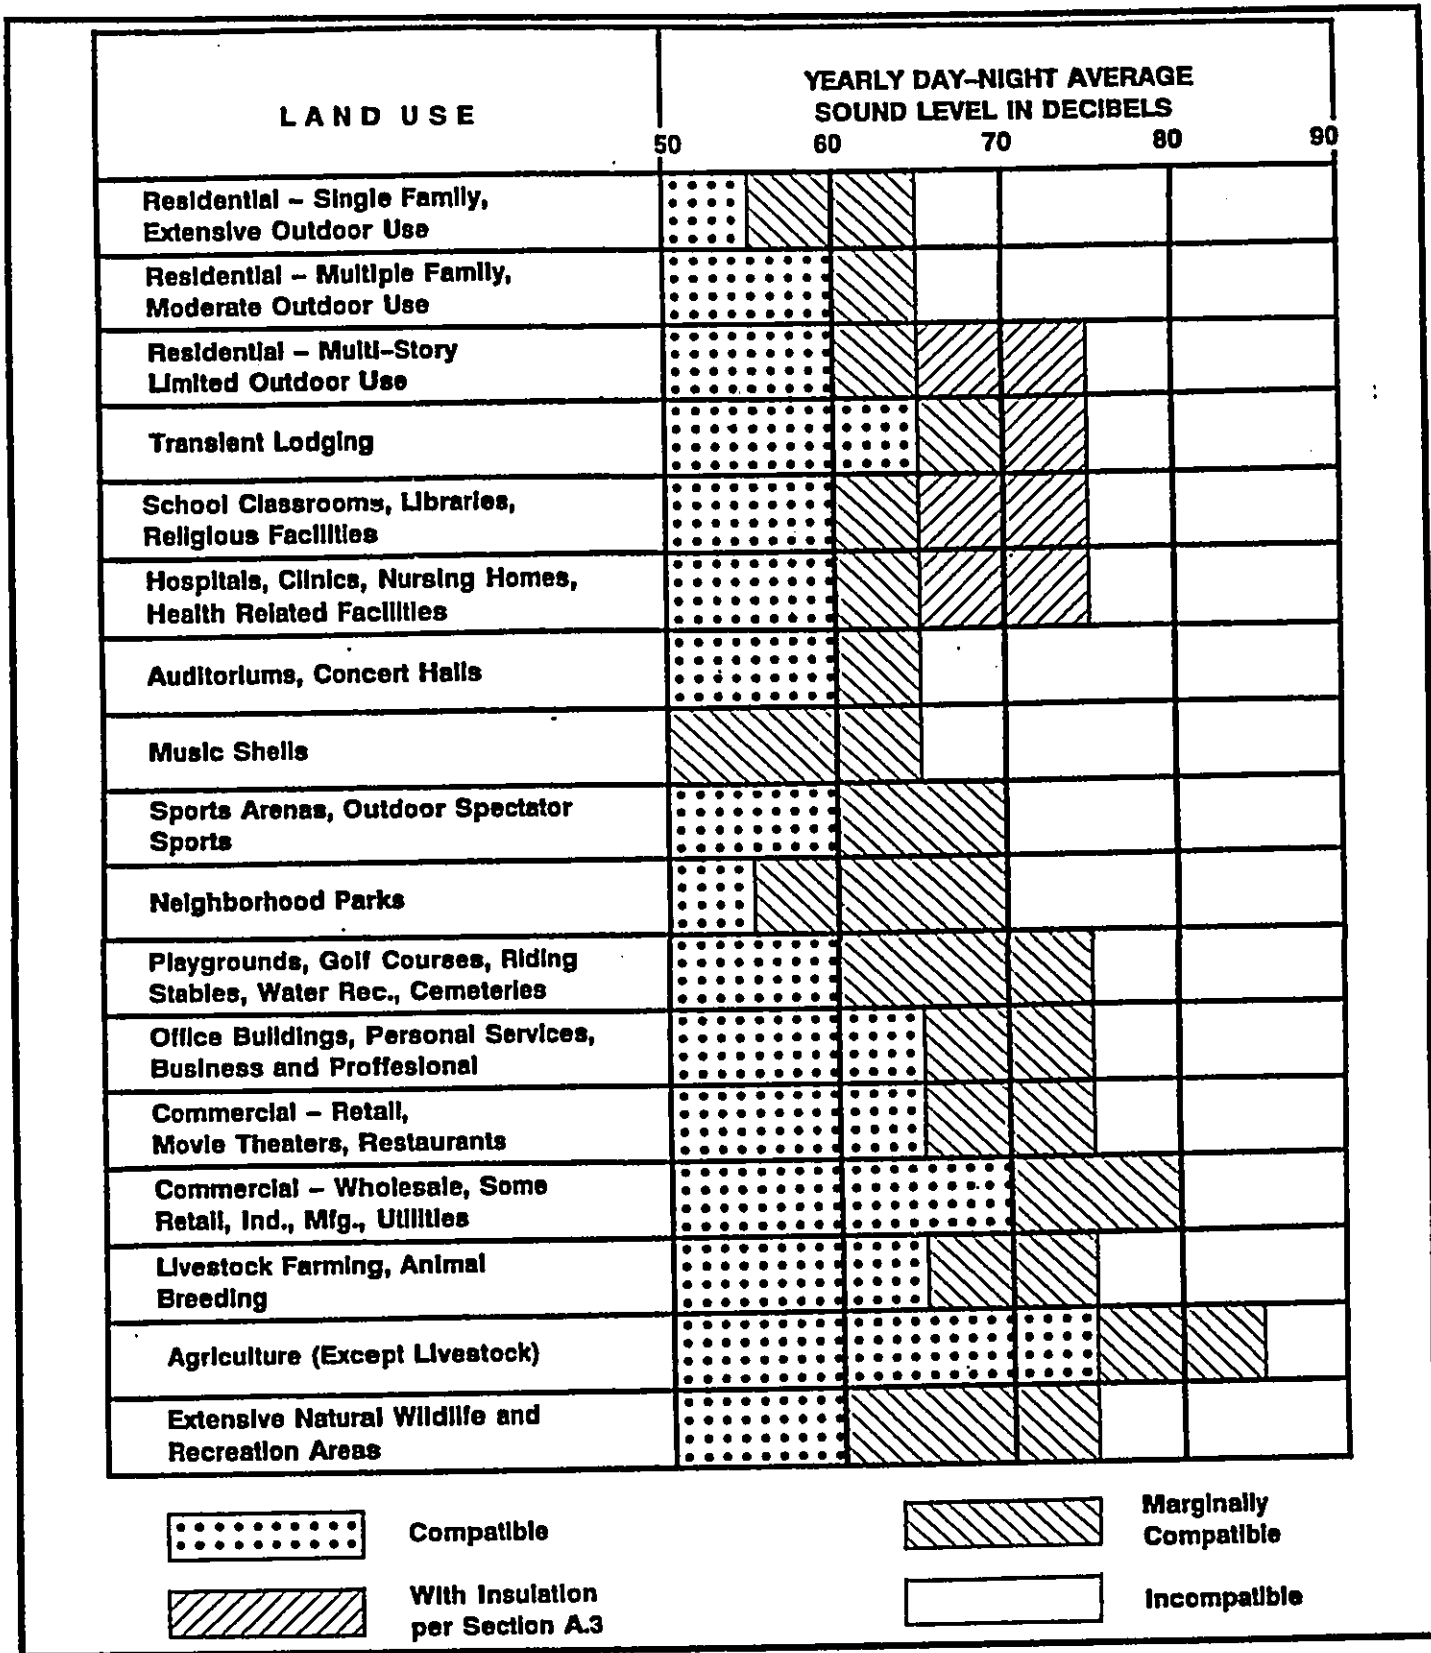 LAND USE
YEARLY DAY–NIGHT AVERAGE
SOUND LEVEL IN DECIBELS
50 60 70 80 90
Residential – Single Family,
Extensive Outdoor Use
Residential – Multiple Family,
Moderate Outdoor Use
Residential – Multi–Story
Limited Outdoor Use
Transient Lodging
School Classrooms, Libraries,
Religious Facilities
Hospitals, Clinics, Nursing Homes,
Health Related Facilities
Auditoriums, Concert Halls
Music Shells
Sports Arenas, Outdoor Spectator
Sports
Neighborhood Parks
Playgrounds, Golf Courses, Riding
Stables, Water Rec., Cemeteries
Office Buildings, Personal Services,
Business and Proffesional
Commercial – Retail,
Movie Theaters, Restaurants
Commercial – Wholesale, Some
Retail, Ind., Mfg., Utilities
Livestock Farming, Animal
Breeding
Agriculture (Except Livestock)
Extensive Natural Wildlife and
Recreation Areas
Compatible
Marginally
Compatible
With Insulation
per Section A.3
Incompatible